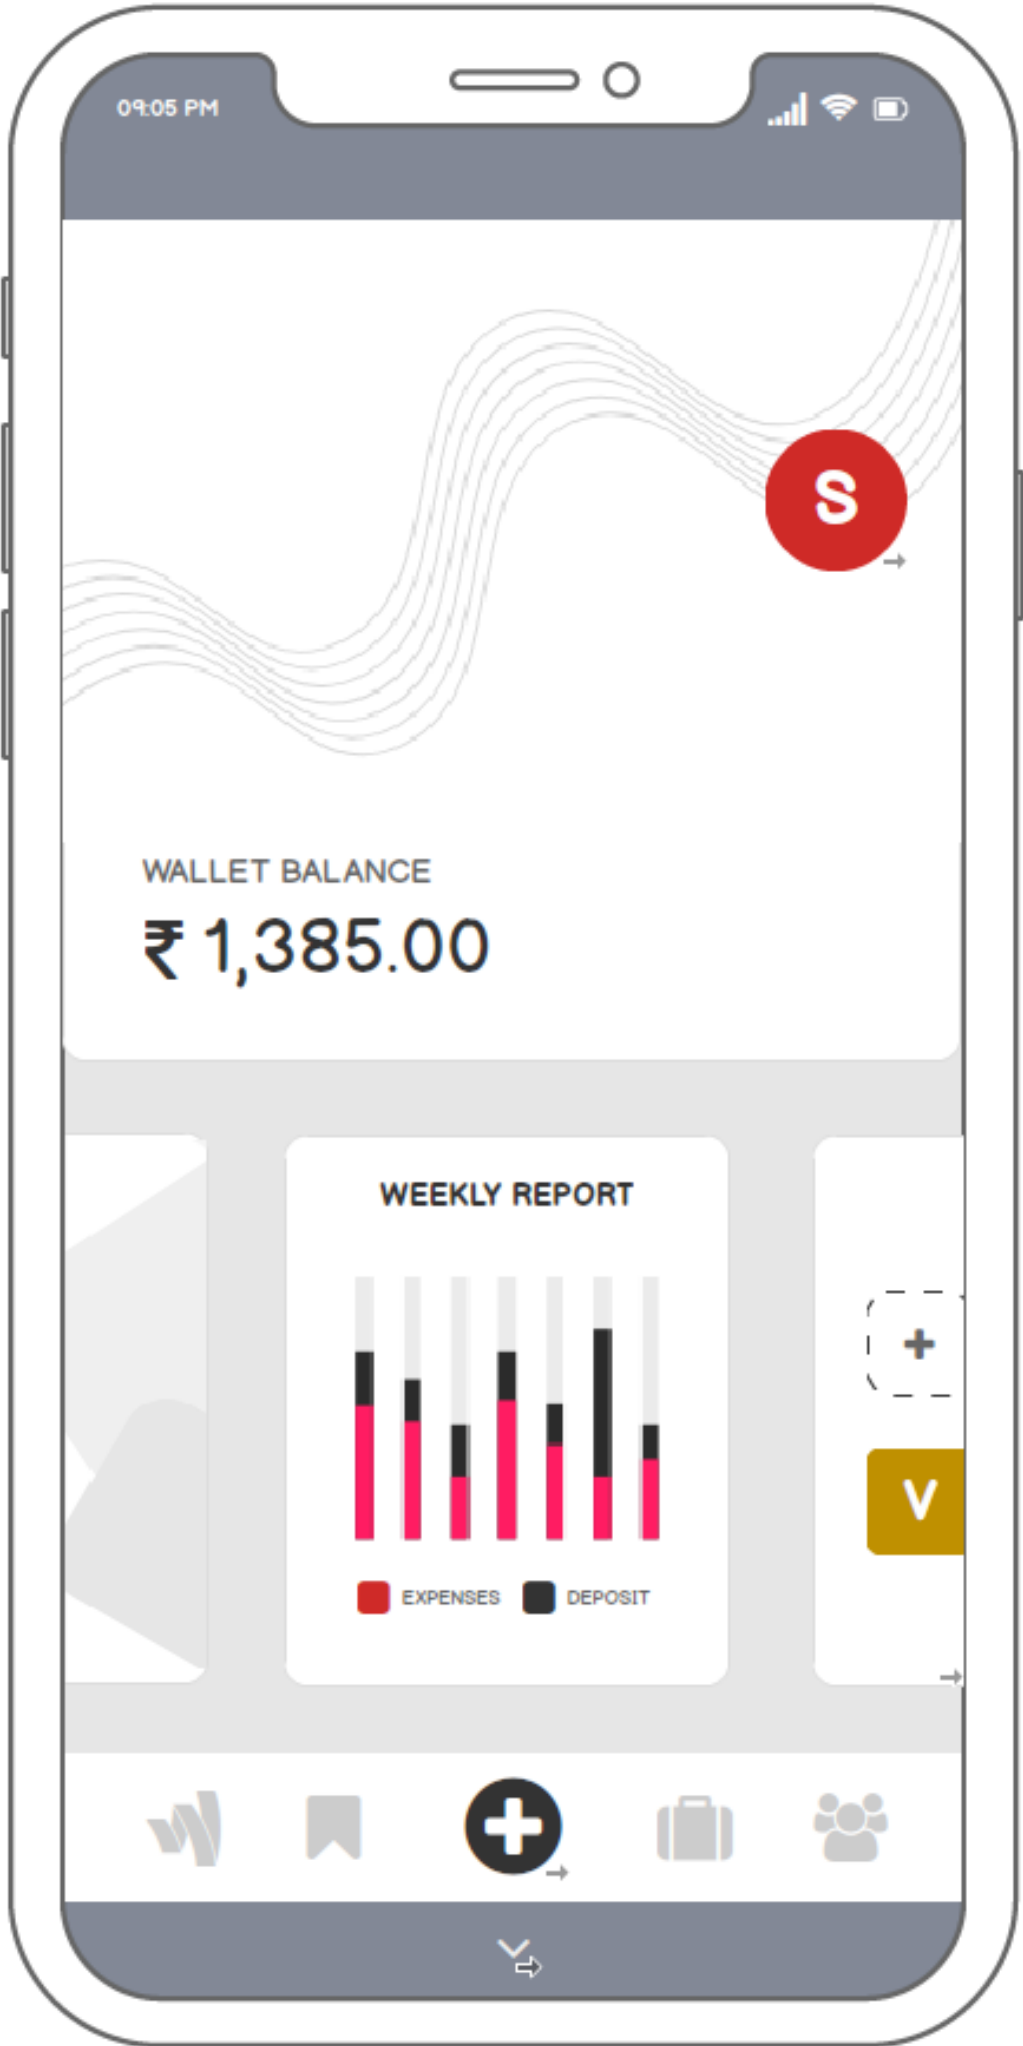 09:05 PM
S
WALLET BALANCE
₹ 1,385.00
WEEKLY REPORT
V
EXPENSES DEPOSIT